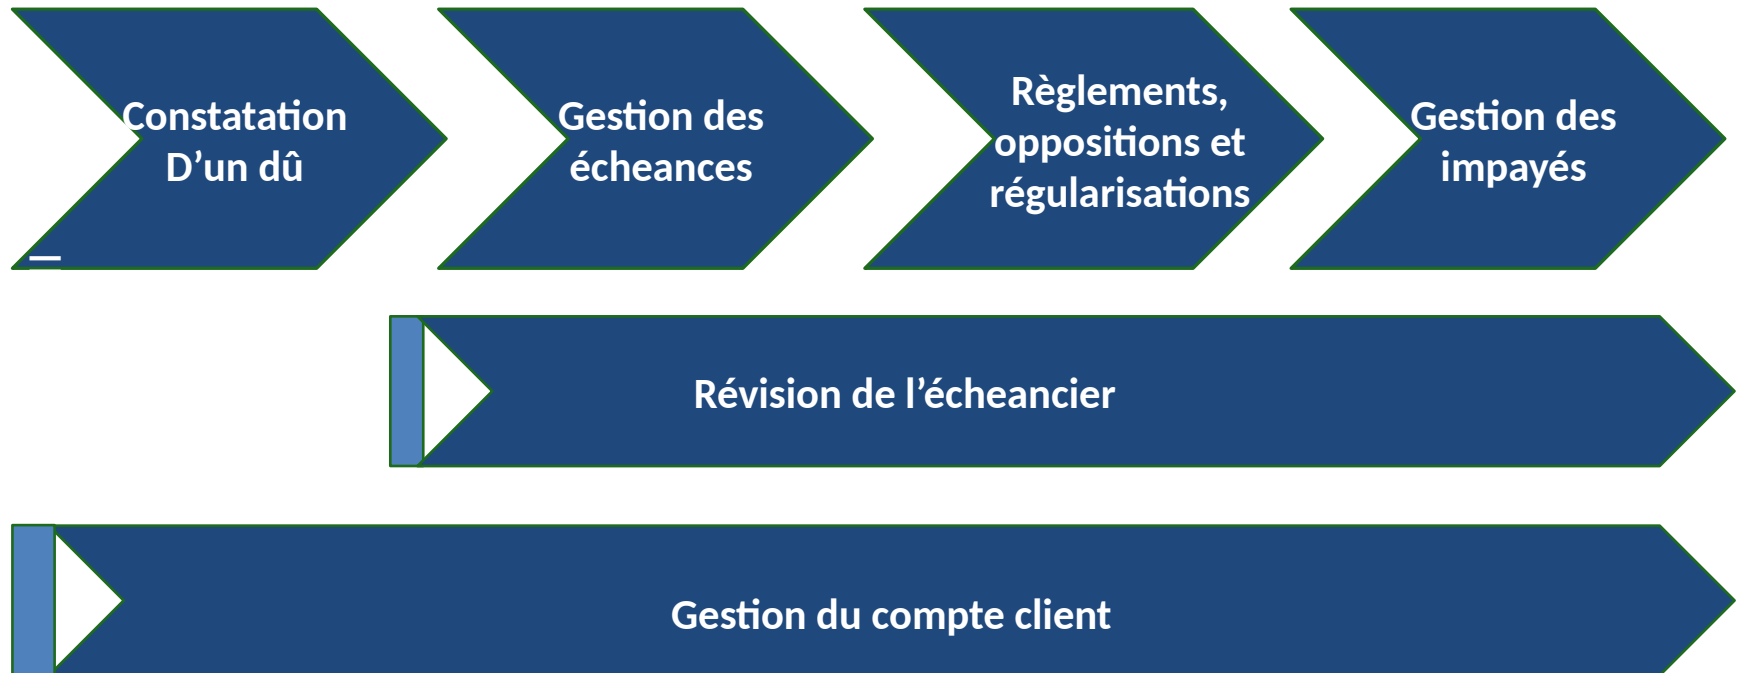 Constatation
D’un dû
Gestion des
écheances
Règlements,
oppositions et
régularisations
Gestion des
impayés
Révision de l’écheancier
Gestion du compte client